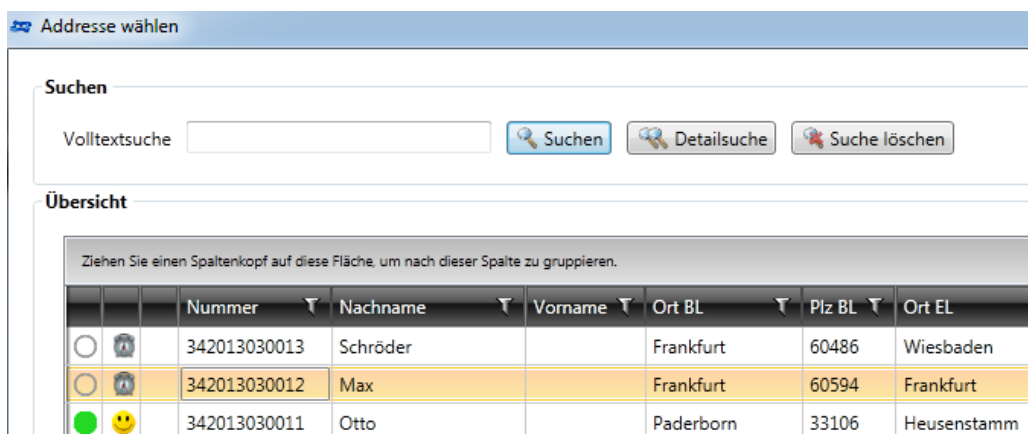 Addresse wählen
Suchen
Volltextsuche Suchen Detailsuche Suche löschen
Übersicht
Ziehen Sie einen Spaltenkopf auf diese Fläche, um nach dieser Spalte zu gruppieren.
Nummer Nachname Vorname Ort BL Plz BL Ort EL
342013030013 Schröder Frankfurt 60486 Wiesbaden
342013030012 Max Frankfurt 60594 Frankfurt
342013030011 Otto Paderborn 33106 Heusenstamm